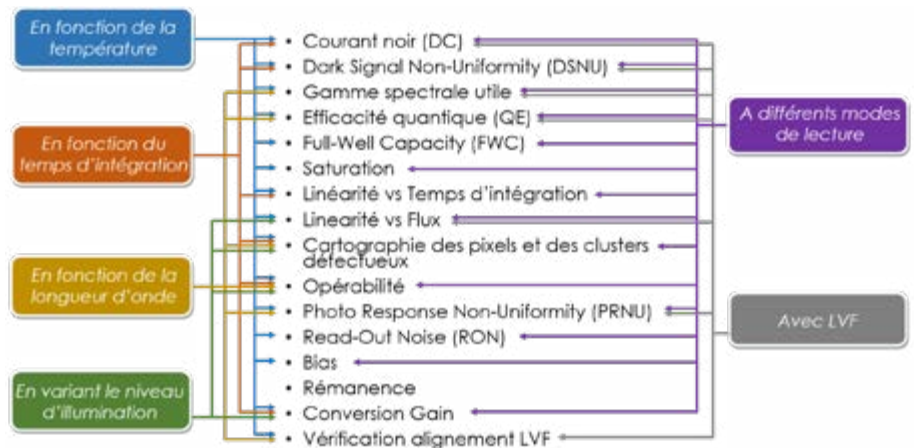 En fonction de la
température
En fonction du
temps d'intégration
En fonction de la
longueur d'onde
En variant le niveau
d'illumination
• Courant noir (DC)
• Dark Signal Non-Uniformity (DSNU)
• Gamme spectrale utile
• Efficacité quantique (QE)
• Full-Well Capacity (FWC)
• Saturation
• Linéarité vs Temps d'intégration
• Linearité vs Flux
• Cartographie des pixels et des clusters
défectueux
• Opérabilité
• Photo Response Non-Uniformity (PRNU)
• Read-Out Noise (RON)
• Bias
• Rémanence
• Conversion Gain
• Vérification alignement LVF
A différents modes
de lecture
Avec LVF